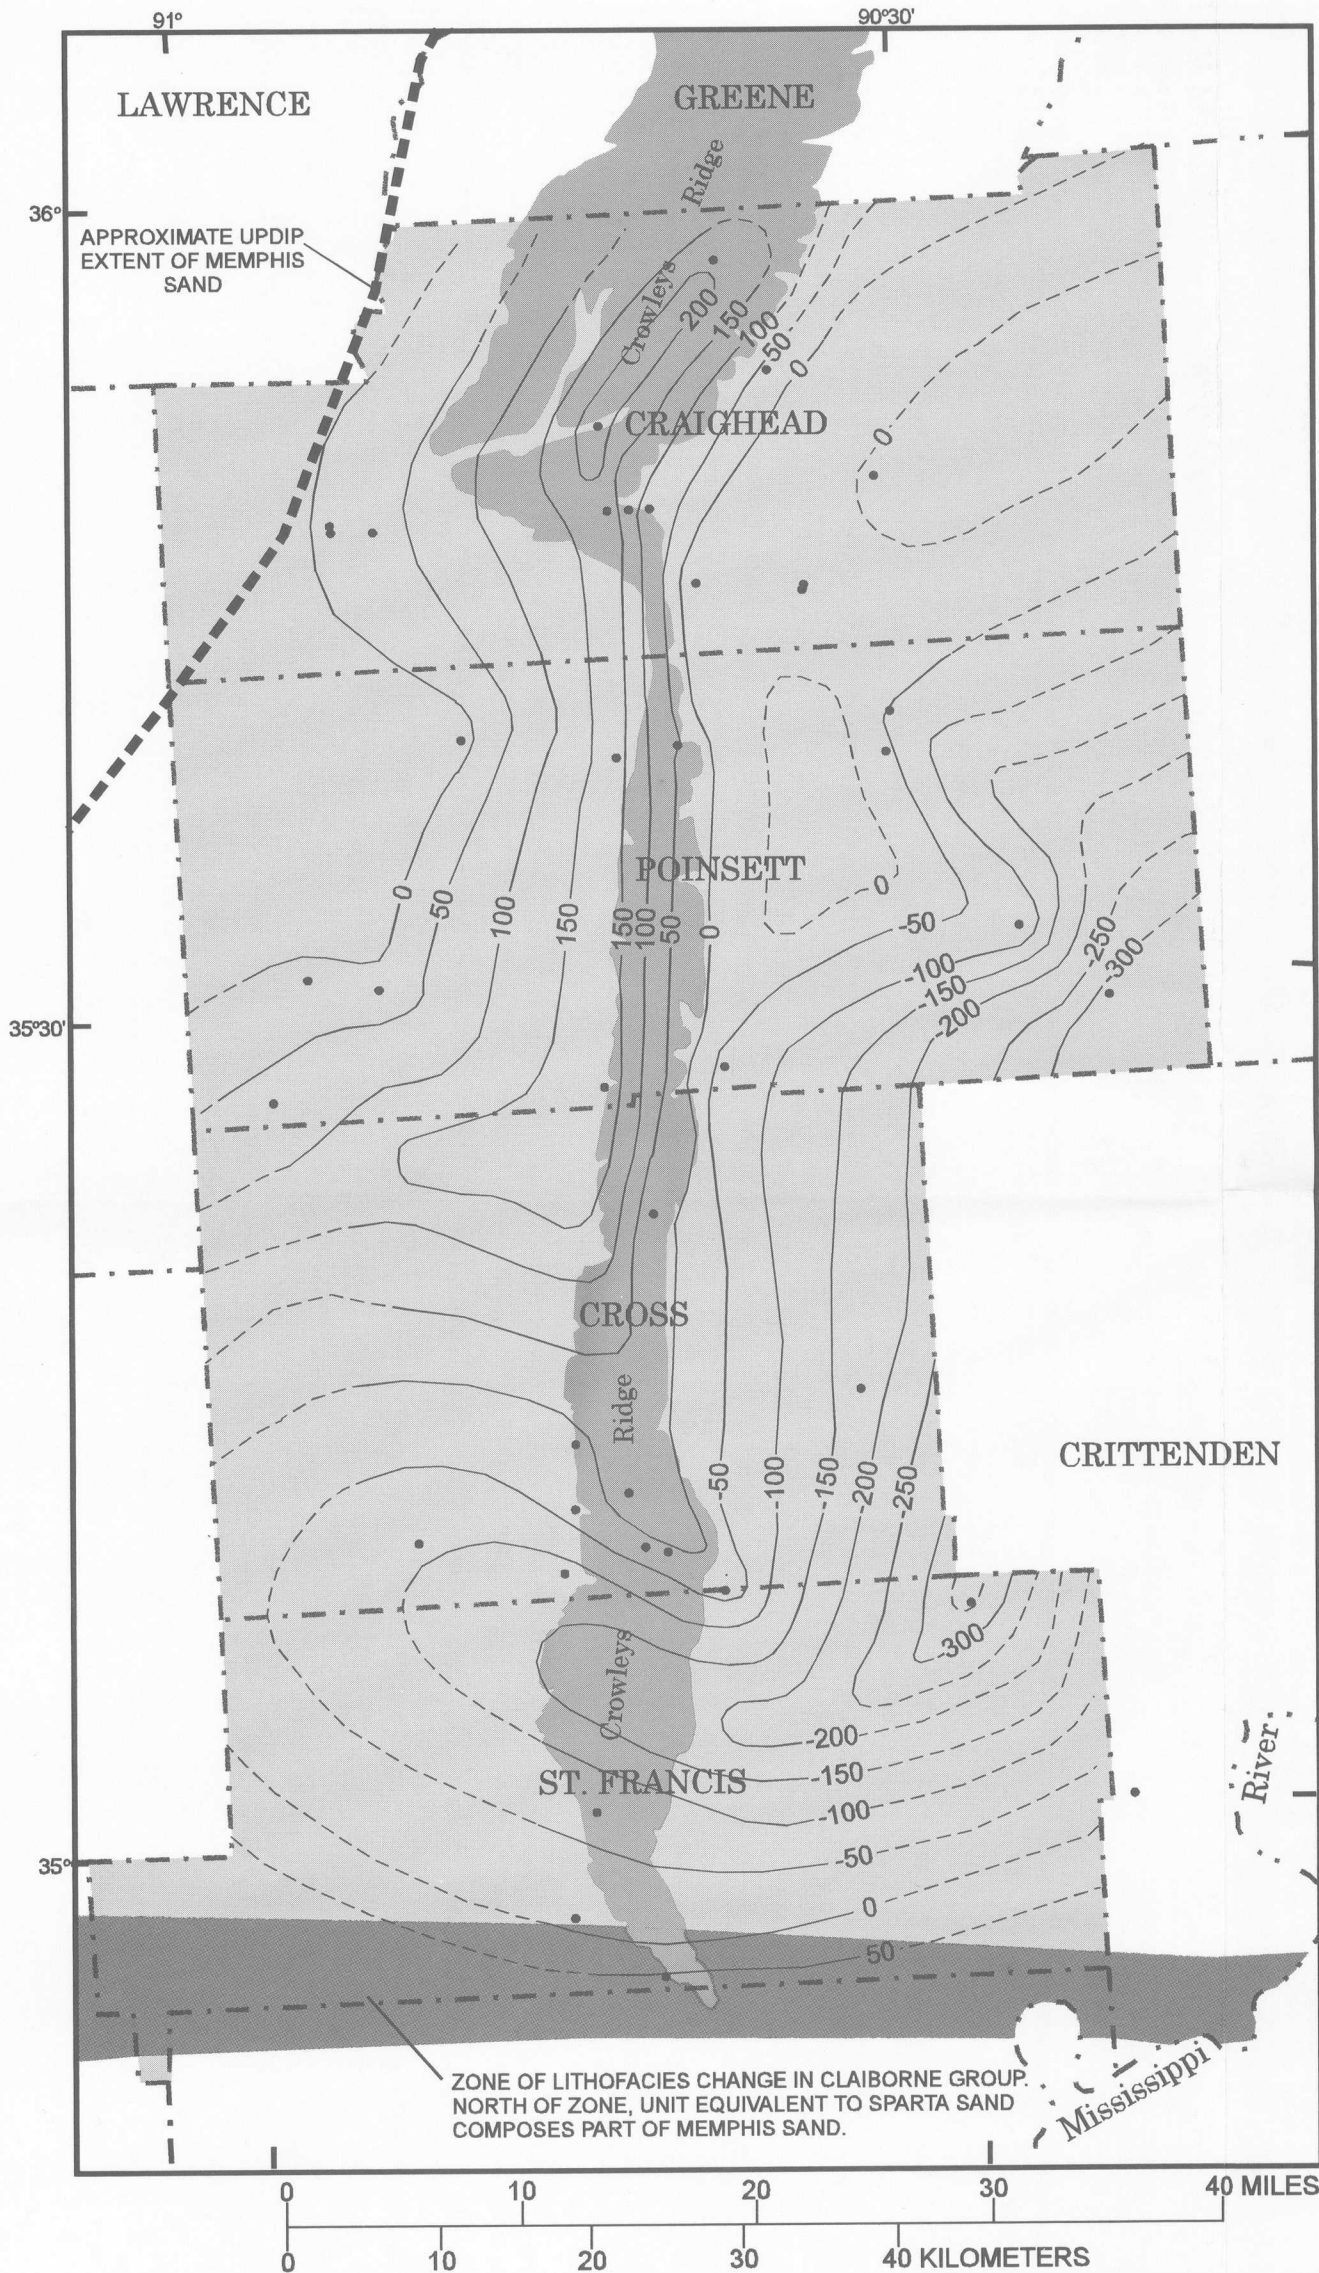 91°
90°30'
LAWRENCE
GREENE
Ridge
36°
APPROXIMATE UPDIP
EXTENT OF MEMPHIS
SAND
Crowleys
200
150
100
50
0
CRAIGHEAD
0
POINSETT
0
50
100
150
150
100
50
0
0
-50
-100
-150
-200
-250
-300
35°30'
CROSS
Ridge
CRITTENDEN
-50
-100
-150
-200
-250
-300
Crowleys
-200
ST. FRANCIS
-150
-100
-50
0
50
River
35°
ZONE OF LITHOFACIES CHANGE IN CLAIBORNE GROUP.
NORTH OF ZONE, UNIT EQUIVALENT TO SPARTA SAND
COMPOSES PART OF MEMPHIS SAND.
Mississippi
0 10 20 30 40 MILES
0 10 20 30 40 KILOMETERS